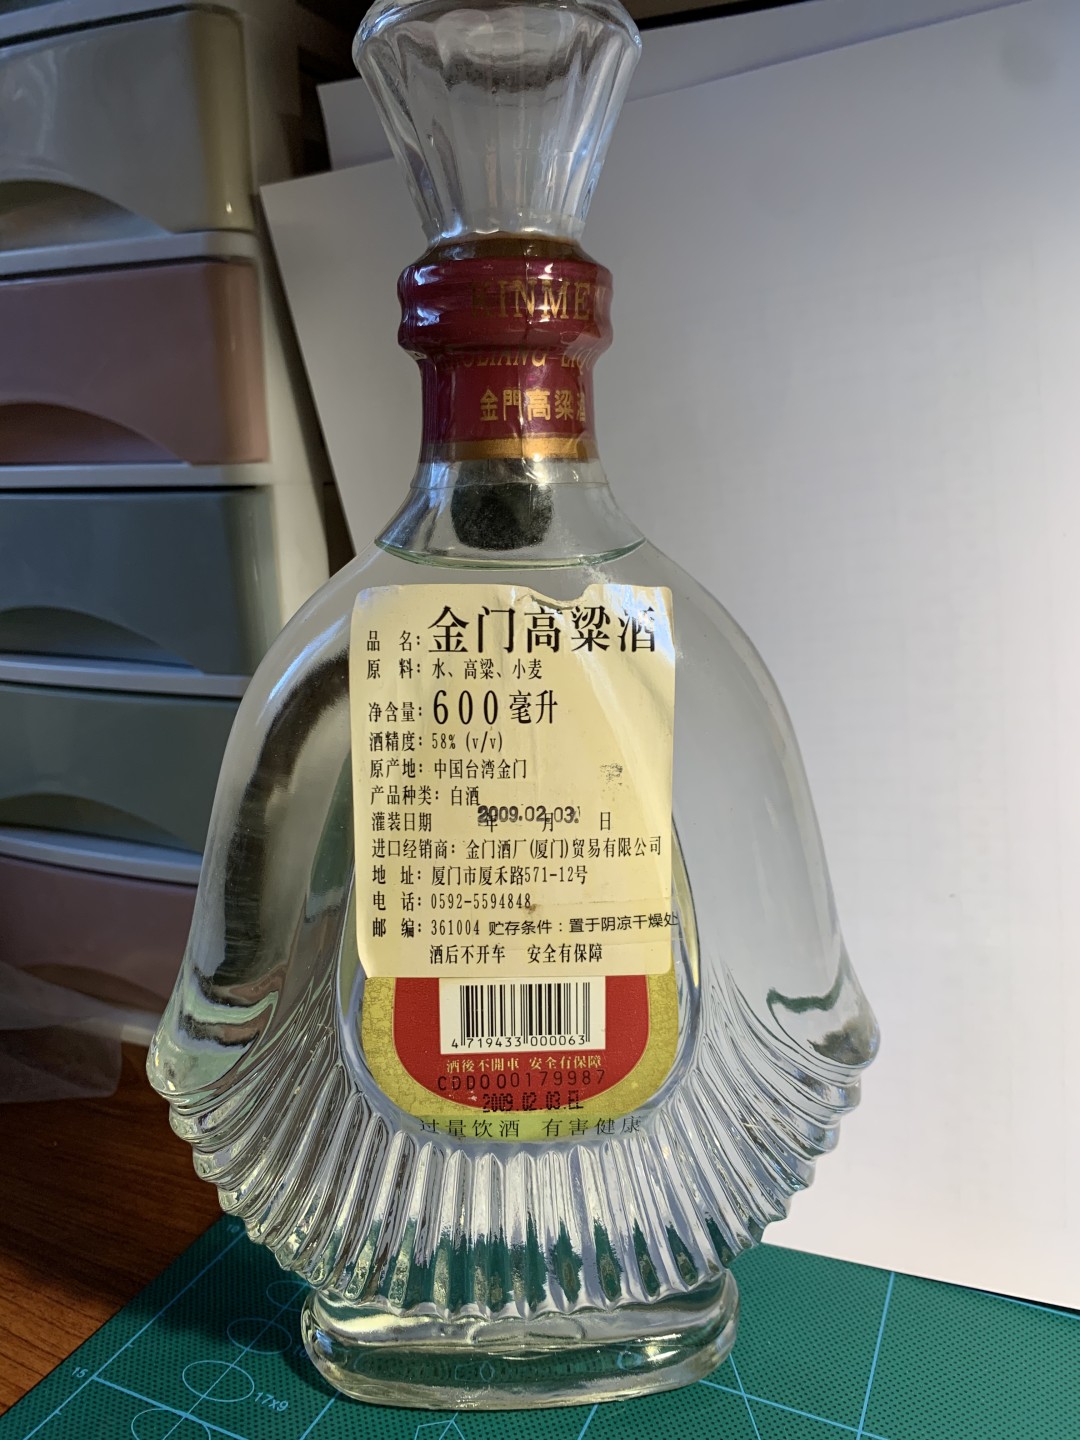 KINMEN
金門高粱酒
品 名：金门高粱酒
原 料：水、高粱、小麦
净含量：600毫升
酒精度：58% (v/v)
原产地：中国台湾金门
产品种类：白酒
灌装日期 年 月 日
2009.02.03.
进口经销商：金门酒厂(厦门)贸易有限公司
地 址：厦门市厦禾路571-12号
电 话：0592-5594848
邮 编：361004 贮存条件：置于阴凉干燥处
酒后不开车 安全有保障
4 719433 000063
酒後不開車 安全有保障
CDD000179987
2009.02.03.EL
过量饮酒 有害健康
17x9
15